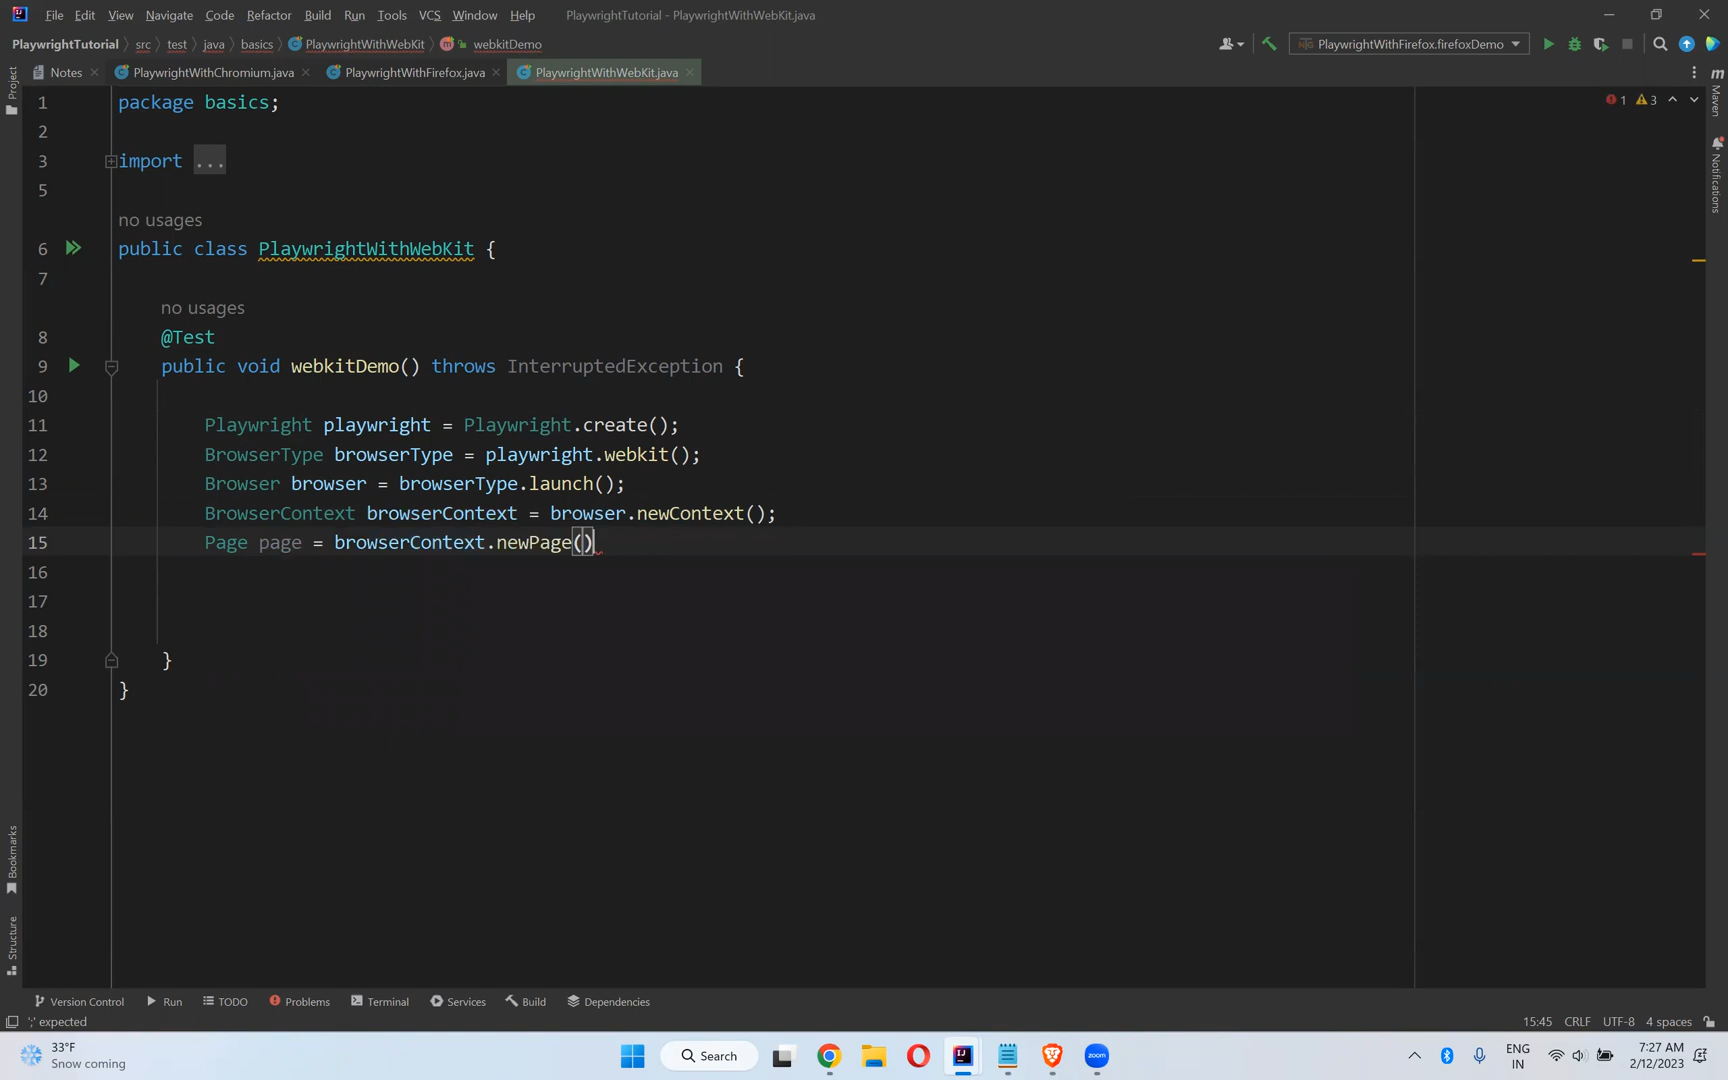 File Edit View Navigate Code Refactor Build Run Tools VCS Window Help PlaywrightTutorial - PlaywrightWithWebKit.java
PlaywrightTutorial src test java basics PlaywrightWithWebKit m webkitDemo PlaywrightWithFirefox.firefoxDemo
Notes PlaywrightWithChromium.java PlaywrightWithFirefox.java PlaywrightWithWebKit.java
Project
m Maven
Notifications
1 3
1 package basics;
2
3 import ...
5
no usages
6 public class PlaywrightWithWebKit {
7
no usages
8 @Test
9 public void webkitDemo() throws InterruptedException {
10
11 Playwright playwright = Playwright.create();
12 BrowserType browserType = playwright.webkit();
13 Browser browser = browserType.launch();
14 BrowserContext browserContext = browser.newContext();
15 Page page = browserContext.newPage()
16
17
18
19 }
20 }
Bookmarks
Structure
Version Control Run TODO Problems Terminal Services Build Dependencies
';' expected 15:45 CRLF UTF-8 4 spaces
33°F
Snow coming
Search
zoom
ENG
IN
7:27 AM
2/12/2023